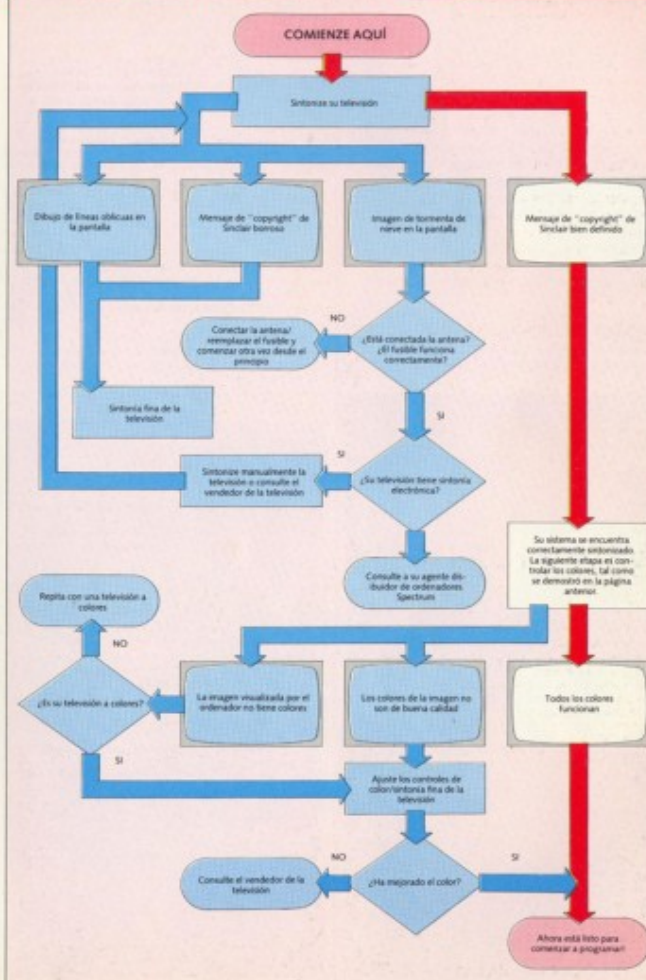 COMIENZE AQUÍ
Sintonize su televisión
Dibujo de líneas oblicuas en
la pantalla
Mensaje de "copyright" de
Sinclair borroso
Imagen de tormenta de
nieve en la pantalla
Mensaje de "copyright" de
Sinclair bien definido
NO
Conectar la antena/
reemplazar el fusible y
comenzar otra vez desde el
principio
¿Está conectada la antena?
¿El fusible funciona
correctamente?
Sintonía fina de la
televisión
SI
SI
Sintonize manualmente la
televisión o consulte el
vendedor de la televisión
¿Su televisión tiene sintonía
electrónica?
Su sistema se encuentra
correctamente sintonizado.
La siguiente etapa es con-
trolar los colores, tal como
se demostró en la página
anterior.
Consulte a su agente dis-
tribuidor de ordenadores
Spectrum
Repita con una televisión a
colores
NO
¿Es su televisión a colores?
La imagen visualizada por el
ordenador no tiene colores
Los colores de la imagen no
son de buena calidad
Todos los colores
funcionan
SI
Ajuste los controles de
color/sintonía fina de la
televisión
NO
SI
Consulte el vendedor de la
televisión
¿Ha mejorado el color?
Ahora está listo para
comenzar a programar!